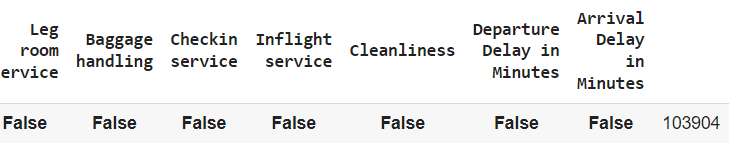 Leg
room
ervice
Baggage
handling
Checkin
service
Inflight
service
Cleanliness
Departure
Delay in
Minutes
Arrival
Delay
in
Minutes
False False False False False False False 103904